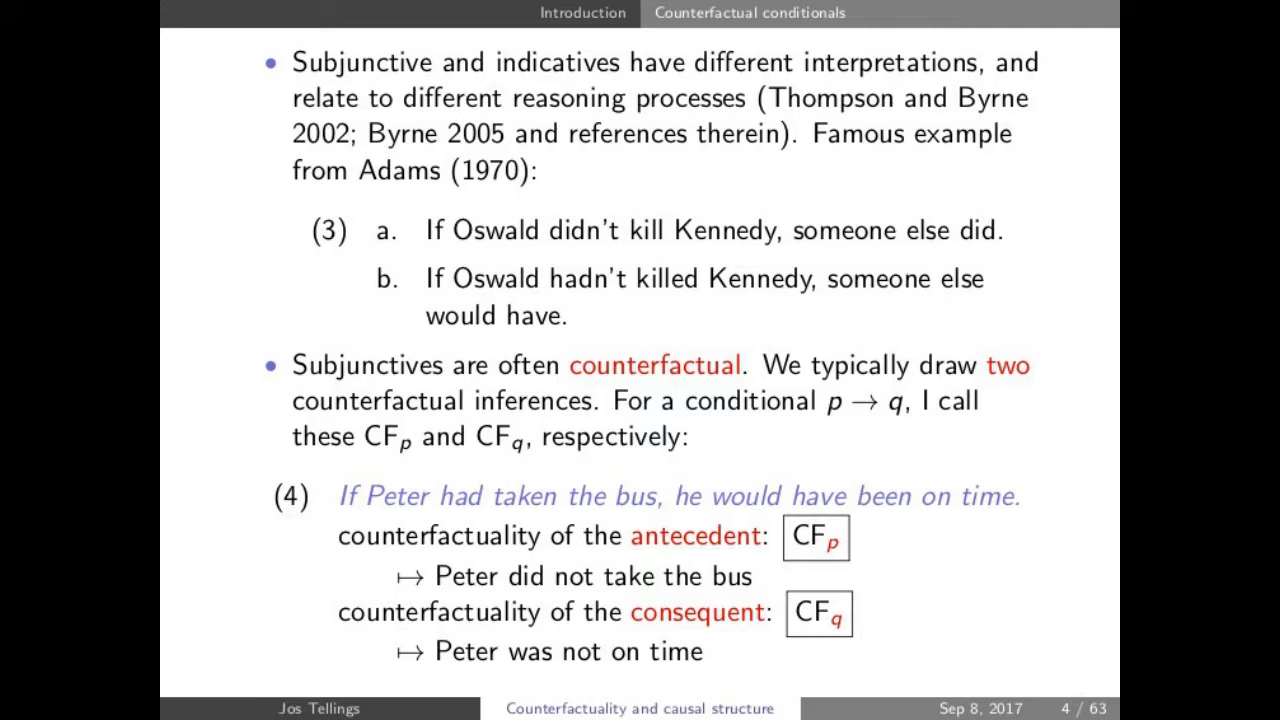 Introduction Counterfactual conditionals
• Subjunctive and indicatives have different interpretations, and
relate to different reasoning processes (Thompson and Byrne
2002; Byrne 2005 and references therein). Famous example
from Adams (1970):
(3) a. If Oswald didn't kill Kennedy, someone else did.
b. If Oswald hadn't killed Kennedy, someone else
would have.
• Subjunctives are often counterfactual. We typically draw two
counterfactual inferences. For a conditional p → q, I call
these CFp and CFq, respectively:
(4) If Peter had taken the bus, he would have been on time.
counterfactuality of the antecedent: CFp
↦ Peter did not take the bus
counterfactuality of the consequent: CFq
↦ Peter was not on time
Jos Tellings Counterfactuality and causal structure Sep 8, 2017 4 / 63